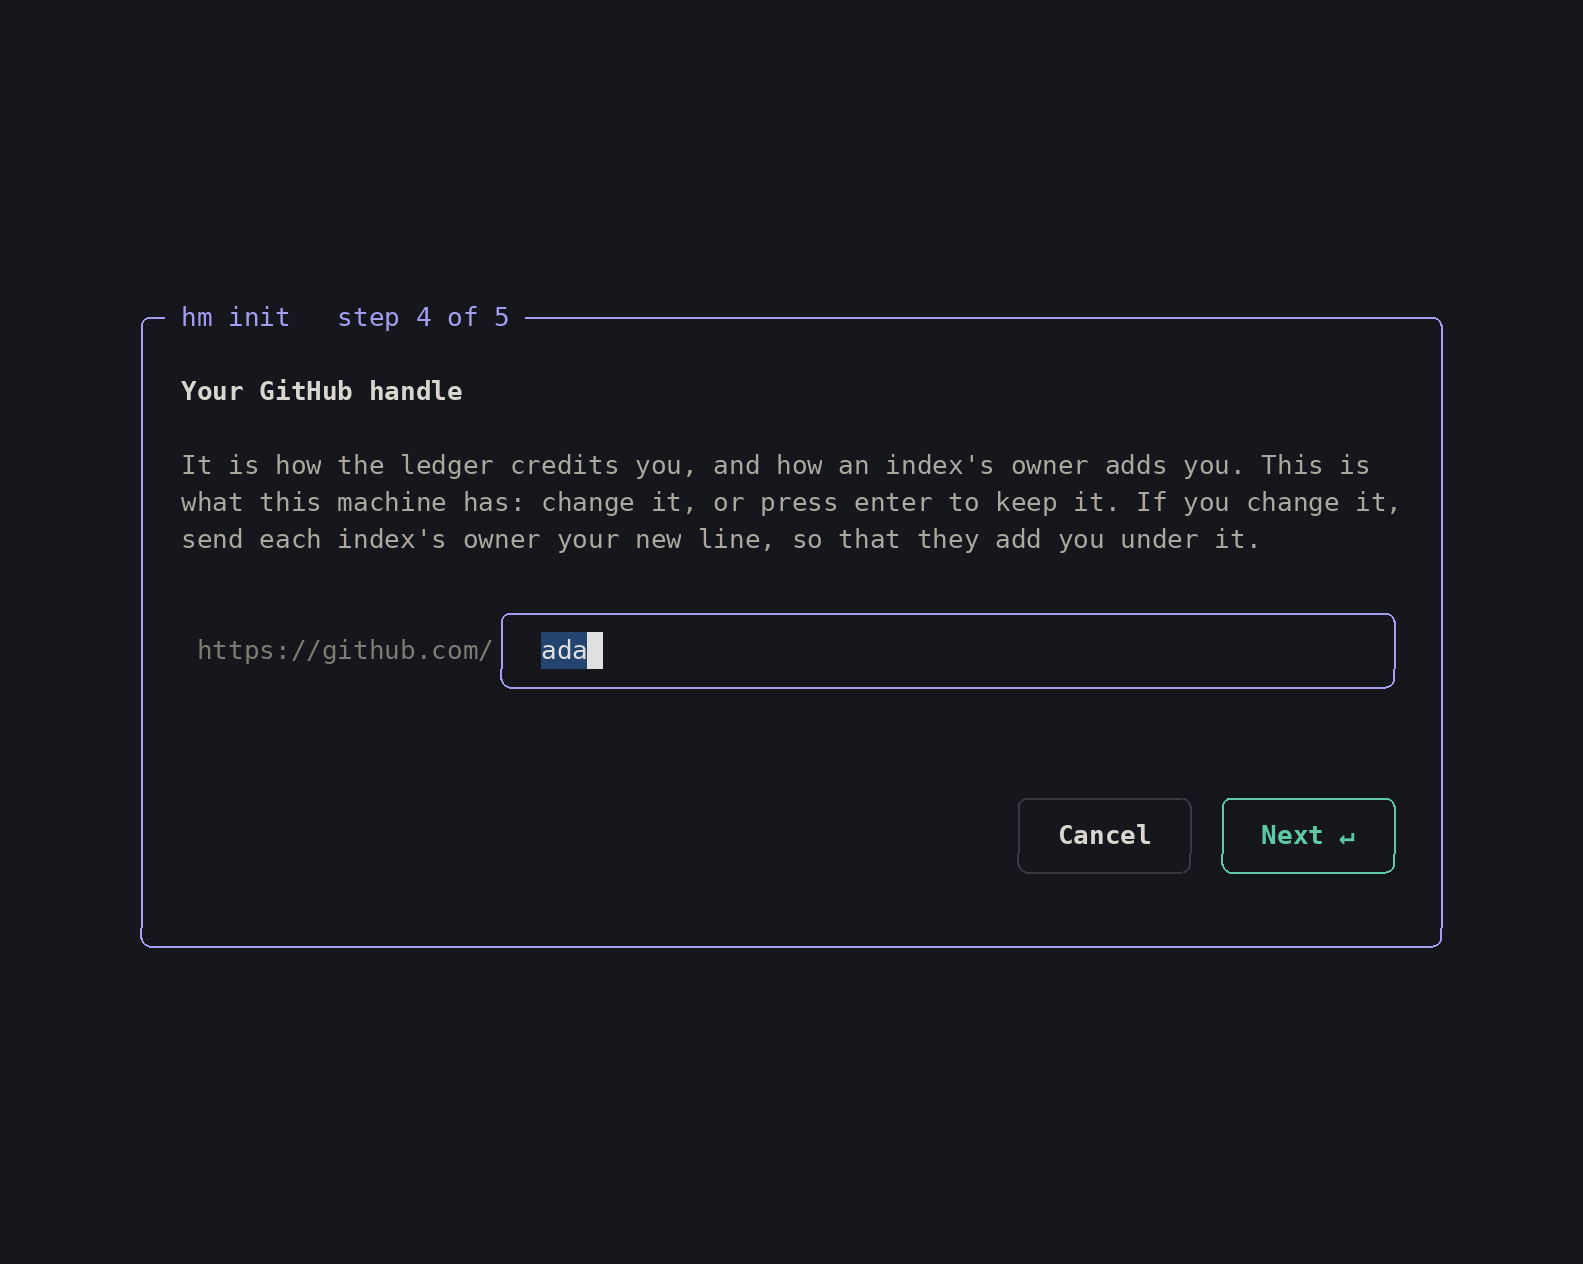 hm init   step 4 of 5
Your GitHub handle
It is how the ledger credits you, and how an index's owner adds you. This is
what this machine has: change it, or press enter to keep it. If you change it,
send each index's owner your new line, so that they add you under it.
https://github.com/ ada
Cancel   Next ↵